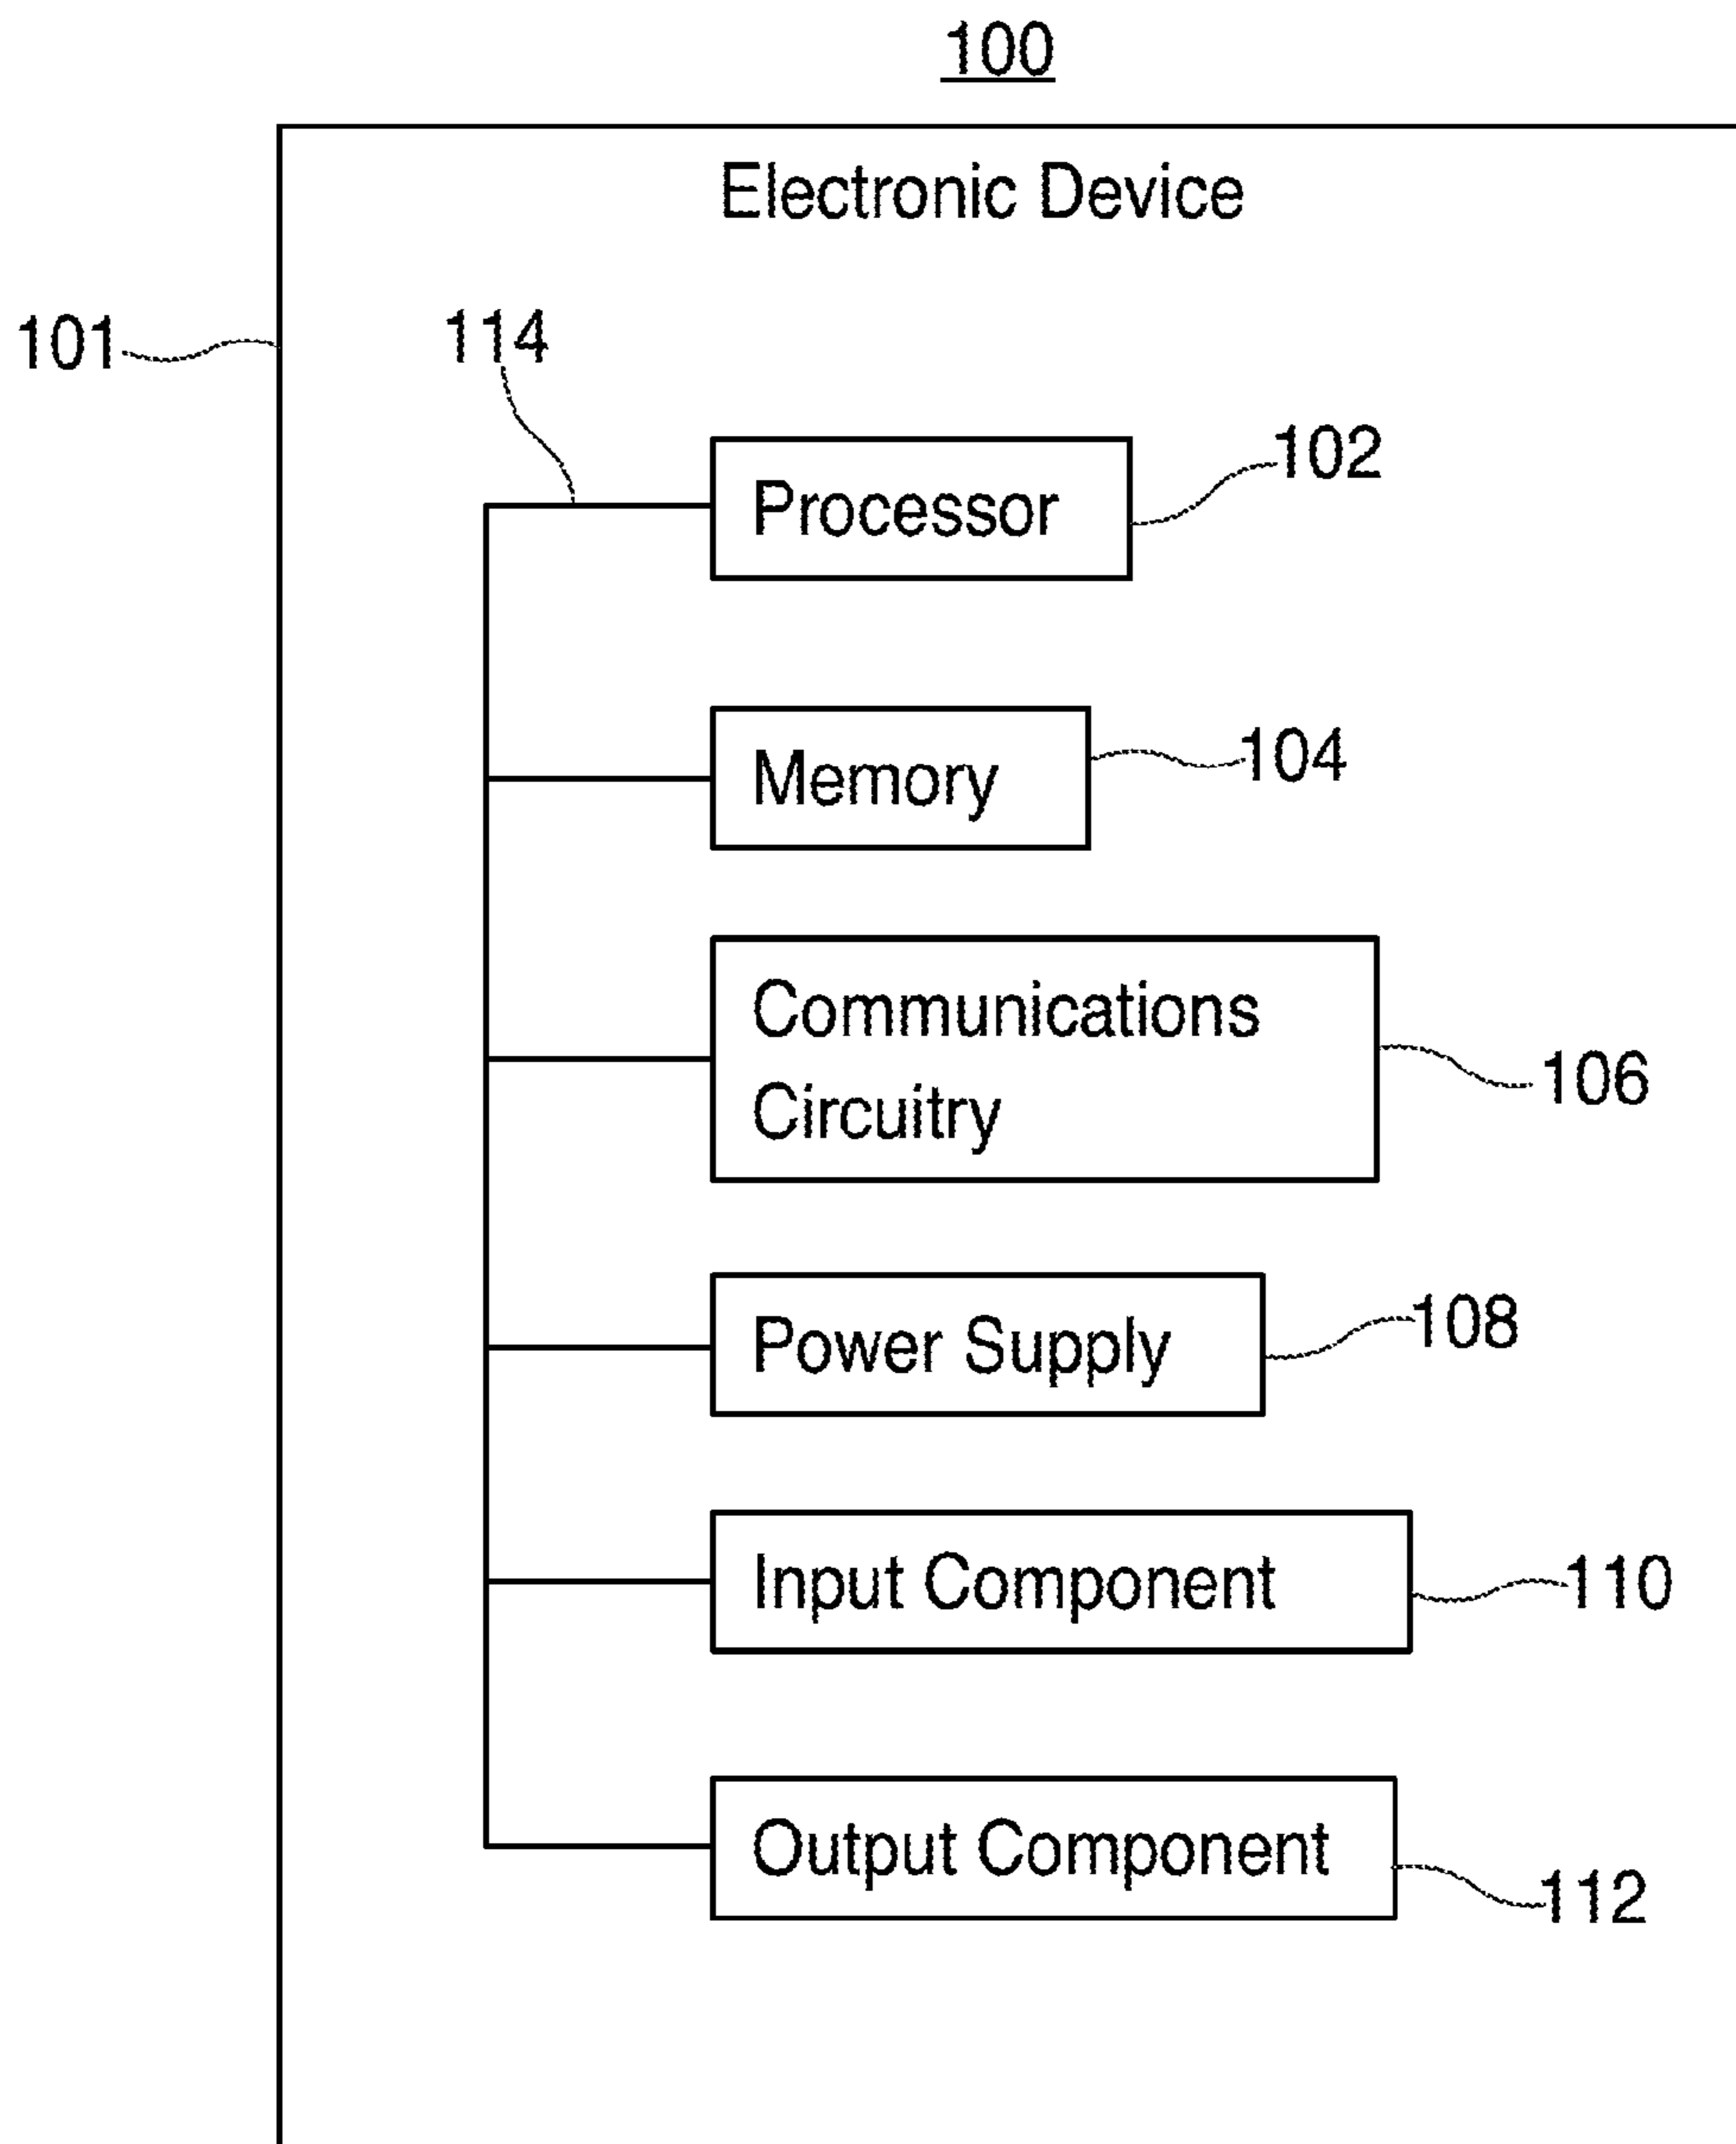 100
Electronic Device
101
114
102
Processor
Memory
104
Communications
Circuitry
106
Power Supply
108
Input Component
110
Output Component
112